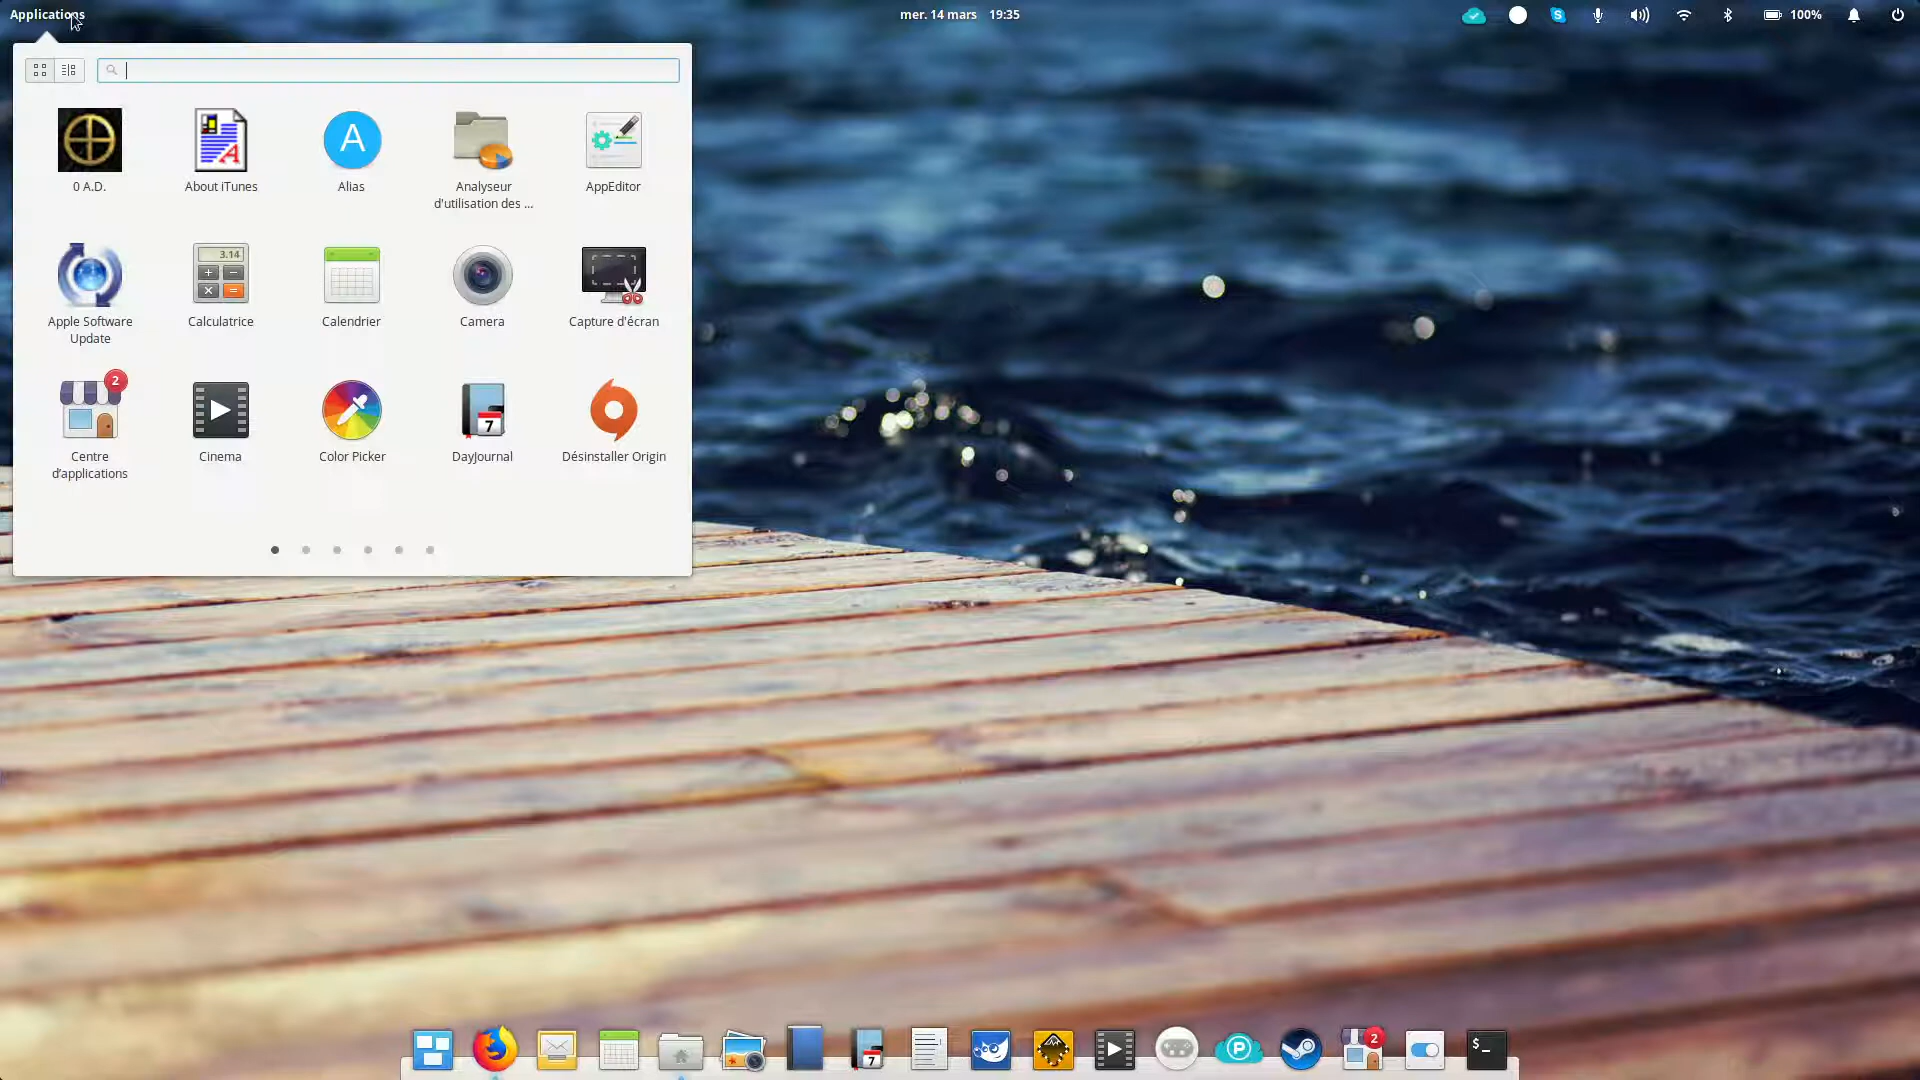 Applications
mer. 14 mars 19:35
100%
0 A.D.
About iTunes
A
Alias
Analyseur
d'utilisation des ...
AppEditor
Apple Software
Update
3.14
Calculatrice
Calendrier
Camera
Capture d'écran
2
Centre
d’applications
Cinema
Color Picker
7
DayJournal
Désinstaller Origin
7
P
2
$_